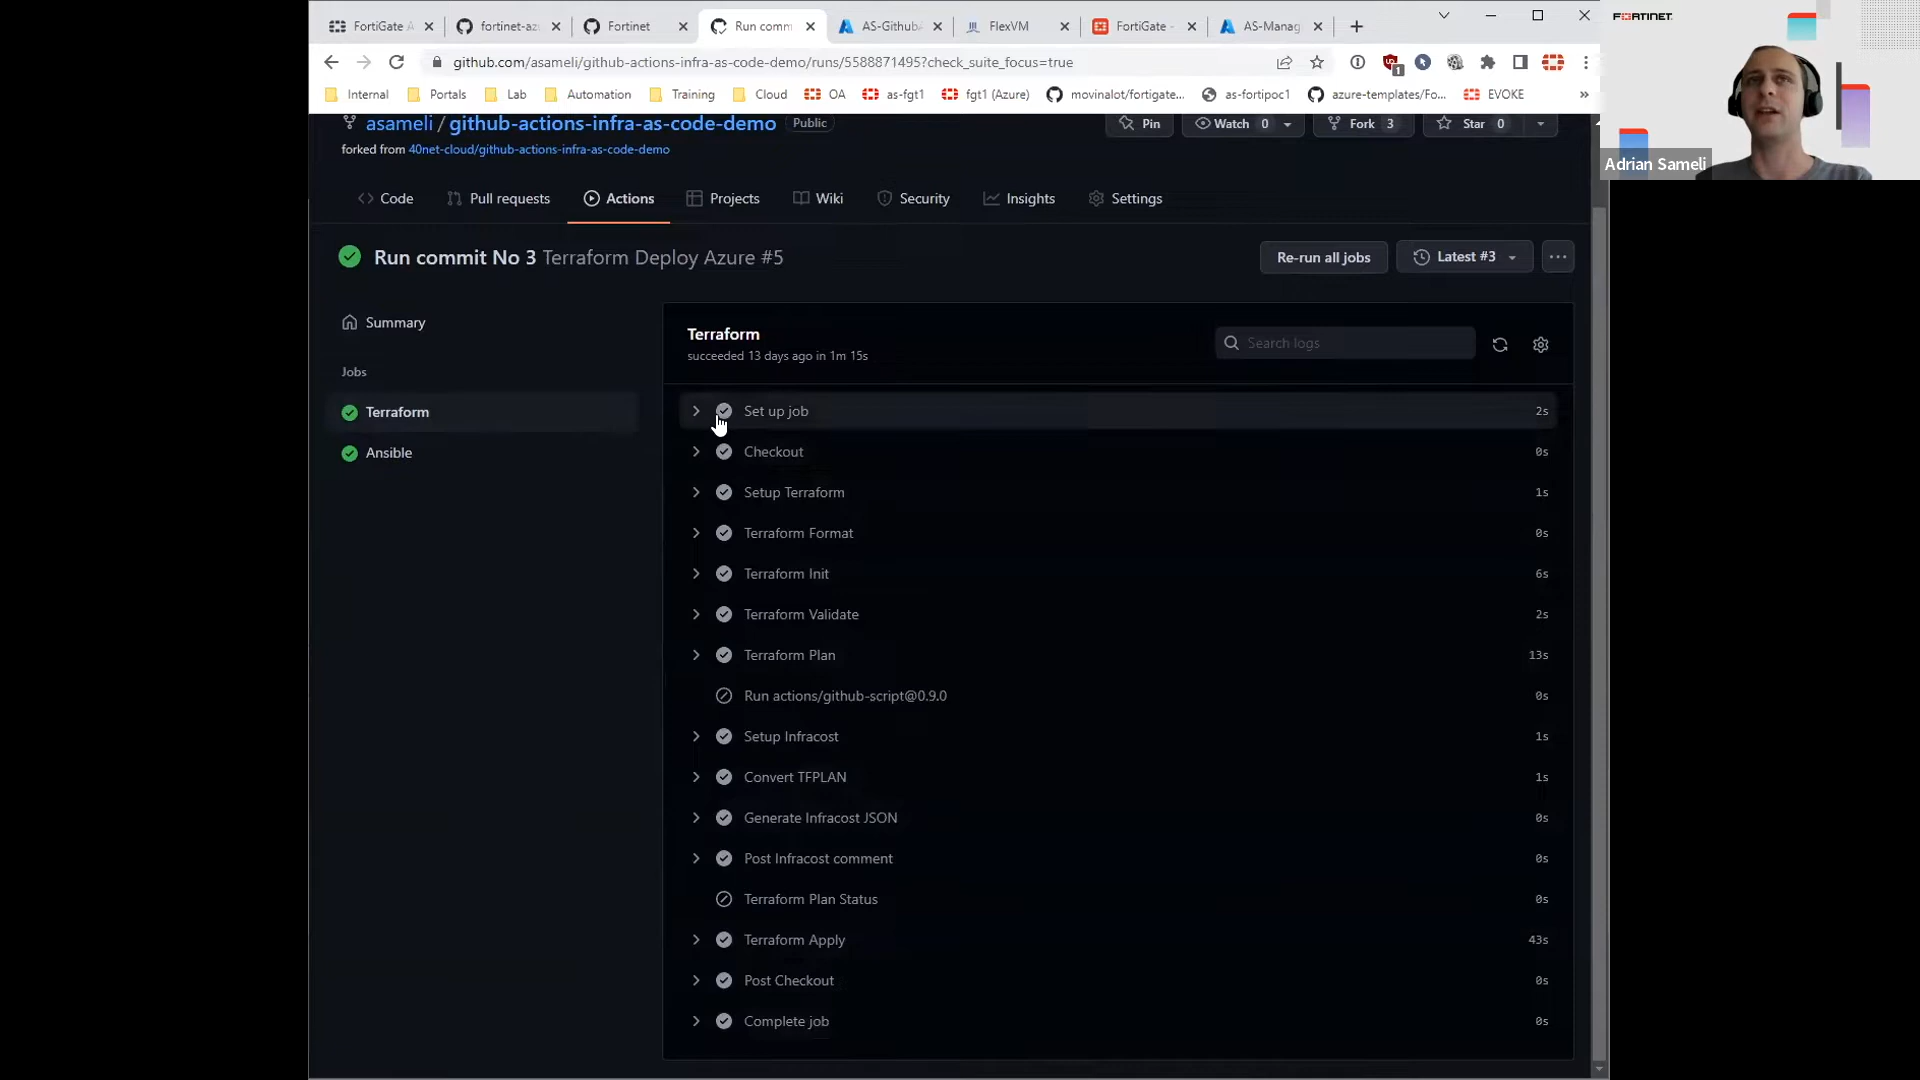 FortiGate A
fortinet-az
Fortinet
Run comm
AS-Github
FlexVM
FortiGate -
AS-Manag
github.com/asameli/github-actions-infra-as-code-demo/runs/5588871495?check_suite_focus=true
1
Internal
Portals
Lab
Automation
Training
Cloud
OA
as-fgt1
fgt1 (Azure)
movinalot/fortigate...
as-fortipoc1
azure-templates/Fo...
EVOKE
»
FORTINET
Adrian Sameli
asameli / github-actions-infra-as-code-demo
Public
Pin
Watch 0
Fork 3
Star 0
forked from 40net-cloud/github-actions-infra-as-code-demo
Code
Pull requests
Actions
Projects
Wiki
Security
Insights
Settings
Run commit No 3 Terraform Deploy Azure #5
Re-run all jobs
Latest #3
...
Summary
Jobs
Terraform
Ansible
Terraform
succeeded 13 days ago in 1m 15s
Search logs
Set up job 2s
Checkout 0s
Setup Terraform 1s
Terraform Format 0s
Terraform Init 6s
Terraform Validate 2s
Terraform Plan 13s
Run actions/github-script@0.9.0 0s
Setup Infracost 1s
Convert TFPLAN 1s
Generate Infracost JSON 0s
Post Infracost comment 0s
Terraform Plan Status 0s
Terraform Apply 43s
Post Checkout 0s
Complete job 0s